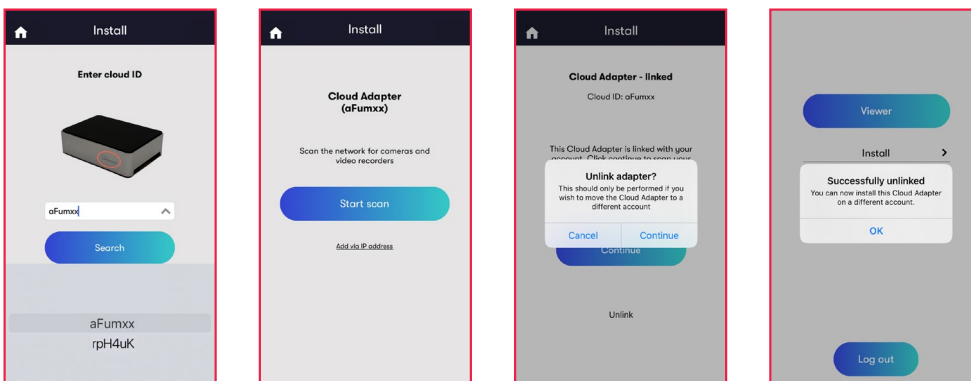 Install
Enter cloud ID
aFumxx
Search
aFumxx
rpH4uK
Install
Cloud Adapter
(aFumxx)
Scan the network for cameras and
video recorders
Start scan
Add via IP address
Install
Cloud Adapter - linked
Cloud ID: aFumxx
This Cloud Adapter is linked with your
account. Click continue to scan your
Unlink adapter?
This should only be performed if you
wish to move the Cloud Adapter to a
different account
Cancel Continue
Continue
Unlink
Viewer
Install
Successfully unlinked
You can now install this Cloud Adapter
on a different account.
OK
Log out